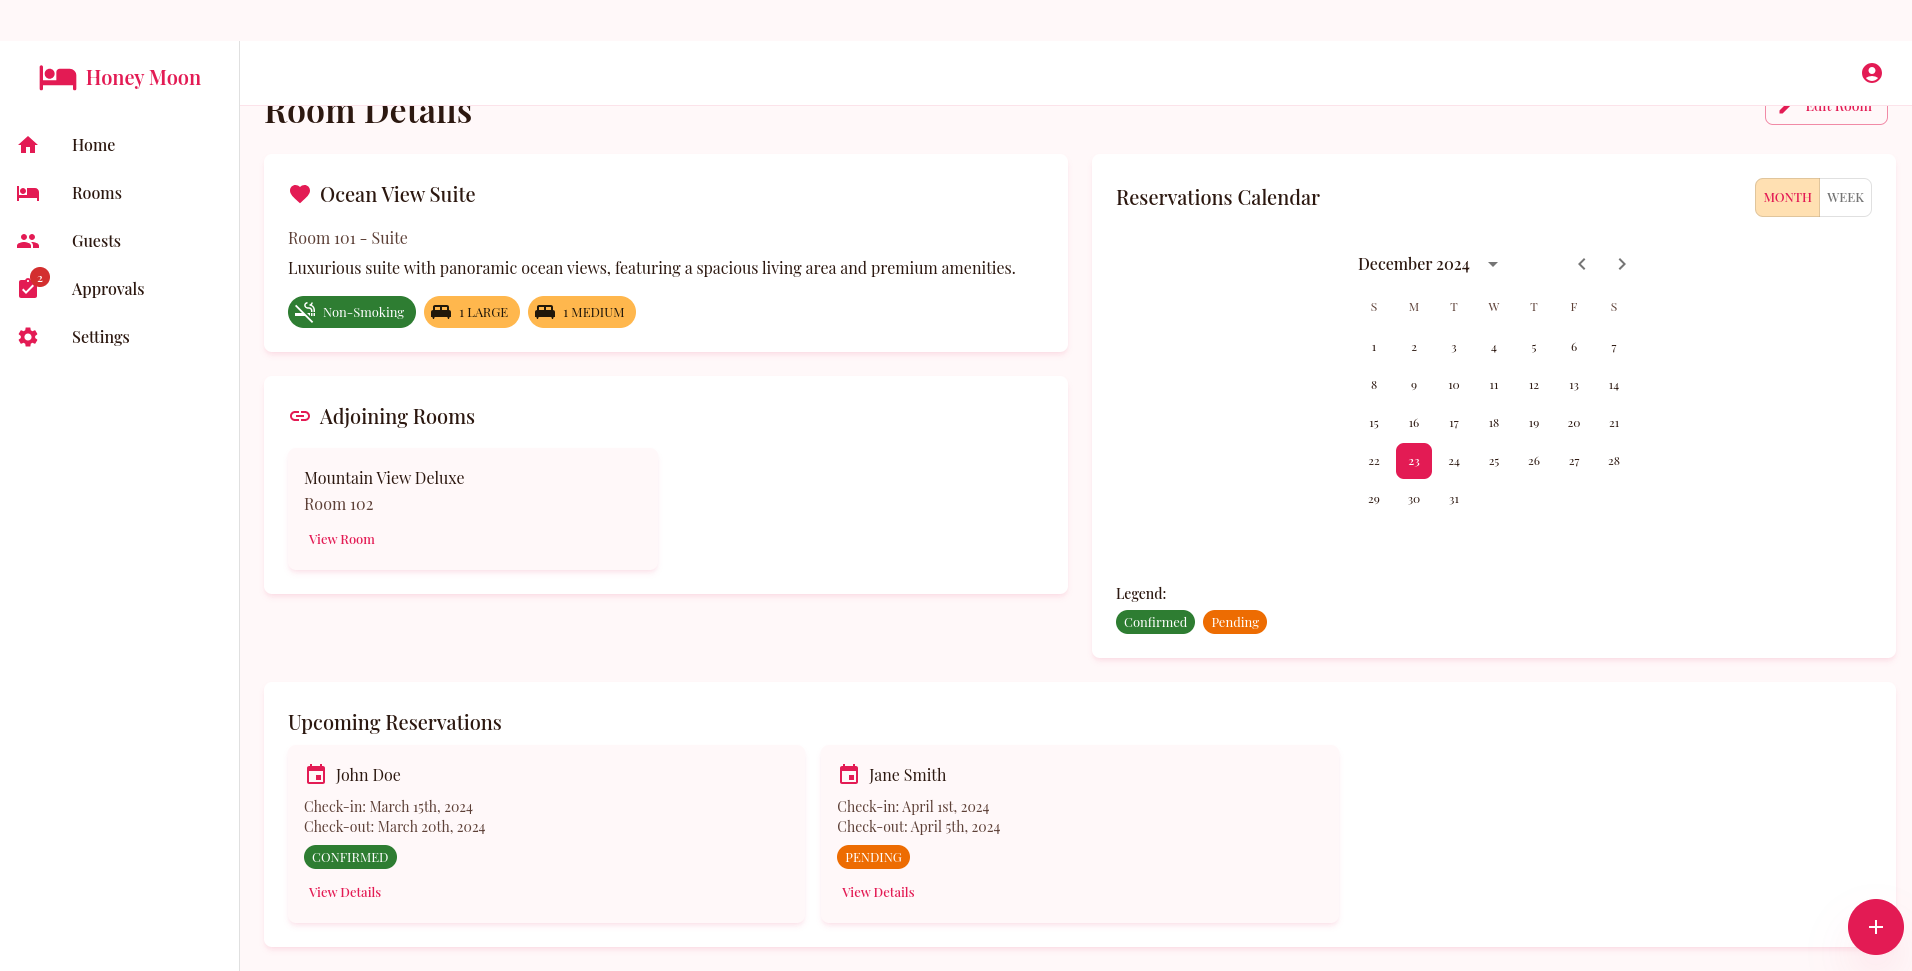 Honey Moon
Home
Rooms
Guests
2
Approvals
Settings
Room Details
Edit Room
Ocean View Suite
Room 101 - Suite
Luxurious suite with panoramic ocean views, featuring a spacious living area and premium amenities.
Non-Smoking
1 LARGE
1 MEDIUM
Adjoining Rooms
Mountain View Deluxe
Room 102
View Room
Reservations Calendar
MONTH WEEK
December 2024
S M T W T F S
1 2 3 4 5 6 7
8 9 10 11 12 13 14
15 16 17 18 19 20 21
22 23 24 25 26 27 28
29 30 31
Legend:
Confirmed Pending
Upcoming Reservations
John Doe
Check-in: March 15th, 2024
Check-out: March 20th, 2024
CONFIRMED
View Details
Jane Smith
Check-in: April 1st, 2024
Check-out: April 5th, 2024
PENDING
View Details